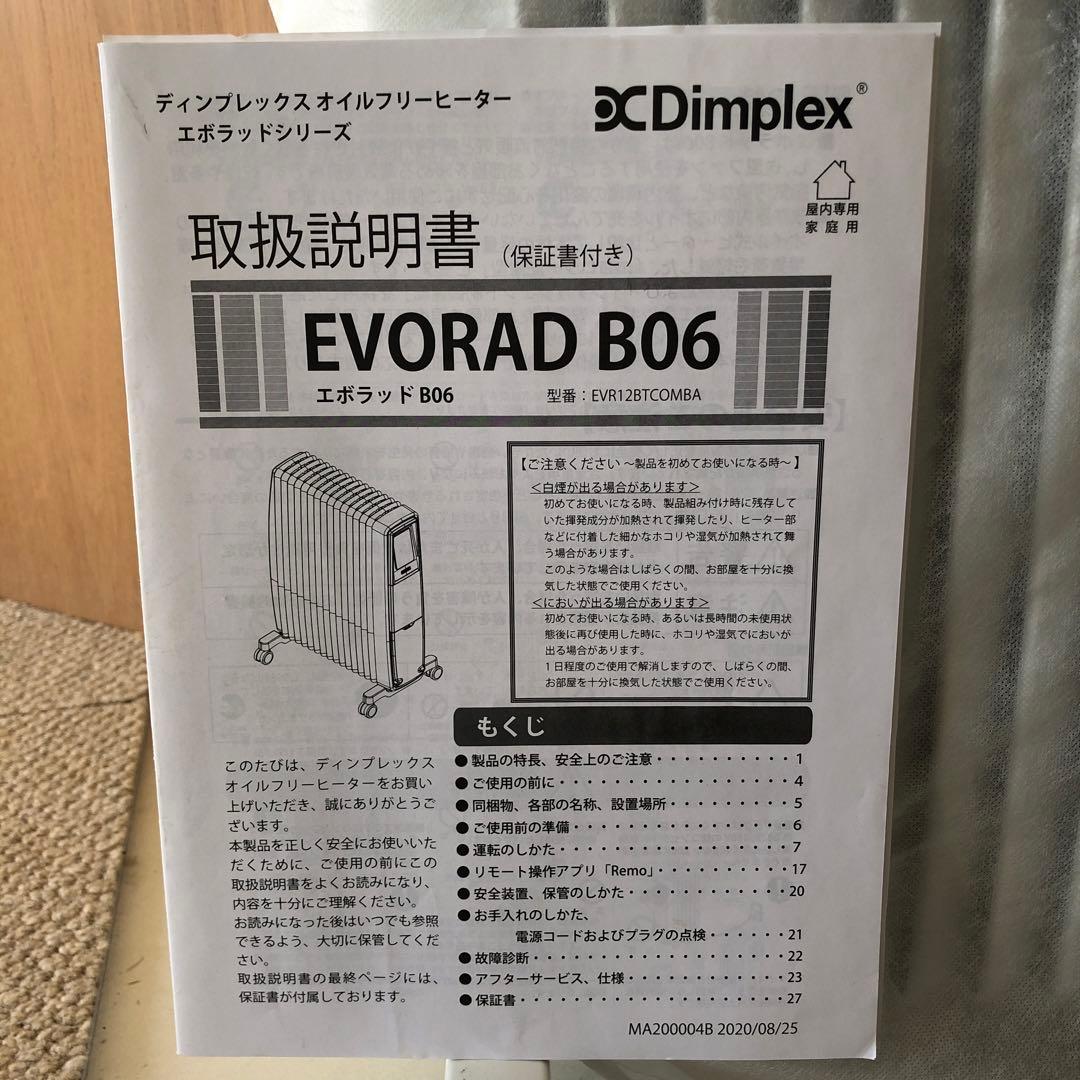 ディンプレックス オイルフリーヒーター
エボラッドシリーズ
Dimplex®
屋内専用
家庭用
取扱説明書（保証書付き）
EVORAD B06
エボラッド B06 型番：EVR12BTCOMBA
【ご注意ください ～製品を初めてお使いになる時～】
＜白煙が出る場合があります＞
初めてお使いになる時、製品組み付け時に残存して
いた揮発成分が加熱されて揮発したり、ヒーター部
などに付着した細かなホコリや湿気が加熱されて舞
う場合があります。
このような場合はしばらくの間、お部屋を十分に換
気した状態でご使用ください。
＜においが出る場合があります＞
初めてお使いになる時、あるいは長時間の未使用状
態後に再び使用した時に、ホコリや湿気でにおいが
出る場合があります。
１日程度のご使用で解消しますので、しばらくの間、
お部屋を十分に換気した状態でご使用ください。
このたびは、ディンプレックス
オイルフリーヒーターをお買い
上げいただき、誠にありがとうご
ざいます。
本製品を正しく安全にお使いいた
だくために、ご使用の前にこの
取扱説明書をよくお読みになり、
内容を十分にご理解ください。
お読みになった後はいつでも参照
できるよう、大切に保管してくだ
さい。
取扱説明書の最終ページには、
保証書が付属しております。
もくじ
●製品の特長、安全上のご注意・・・・・・・・・・1
●ご使用の前に・・・・・・・・・・・・・・・・・4
●同梱物、各部の名称、設置場所・・・・・・・・・5
●ご使用前の準備・・・・・・・・・・・・・・・・6
●運転のしかた・・・・・・・・・・・・・・・・・7
●リモート操作アプリ「Remo」・・・・・・・・・・17
●安全装置、保管のしかた・・・・・・・・・・・・20
●お手入れのしかた、
電源コードおよびプラグの点検・・・・・・21
●故障診断・・・・・・・・・・・・・・・・・・・22
●アフターサービス、仕様・・・・・・・・・・・・23
●保証書・・・・・・・・・・・・・・・・・・・・27
MA200004B 2020/08/25